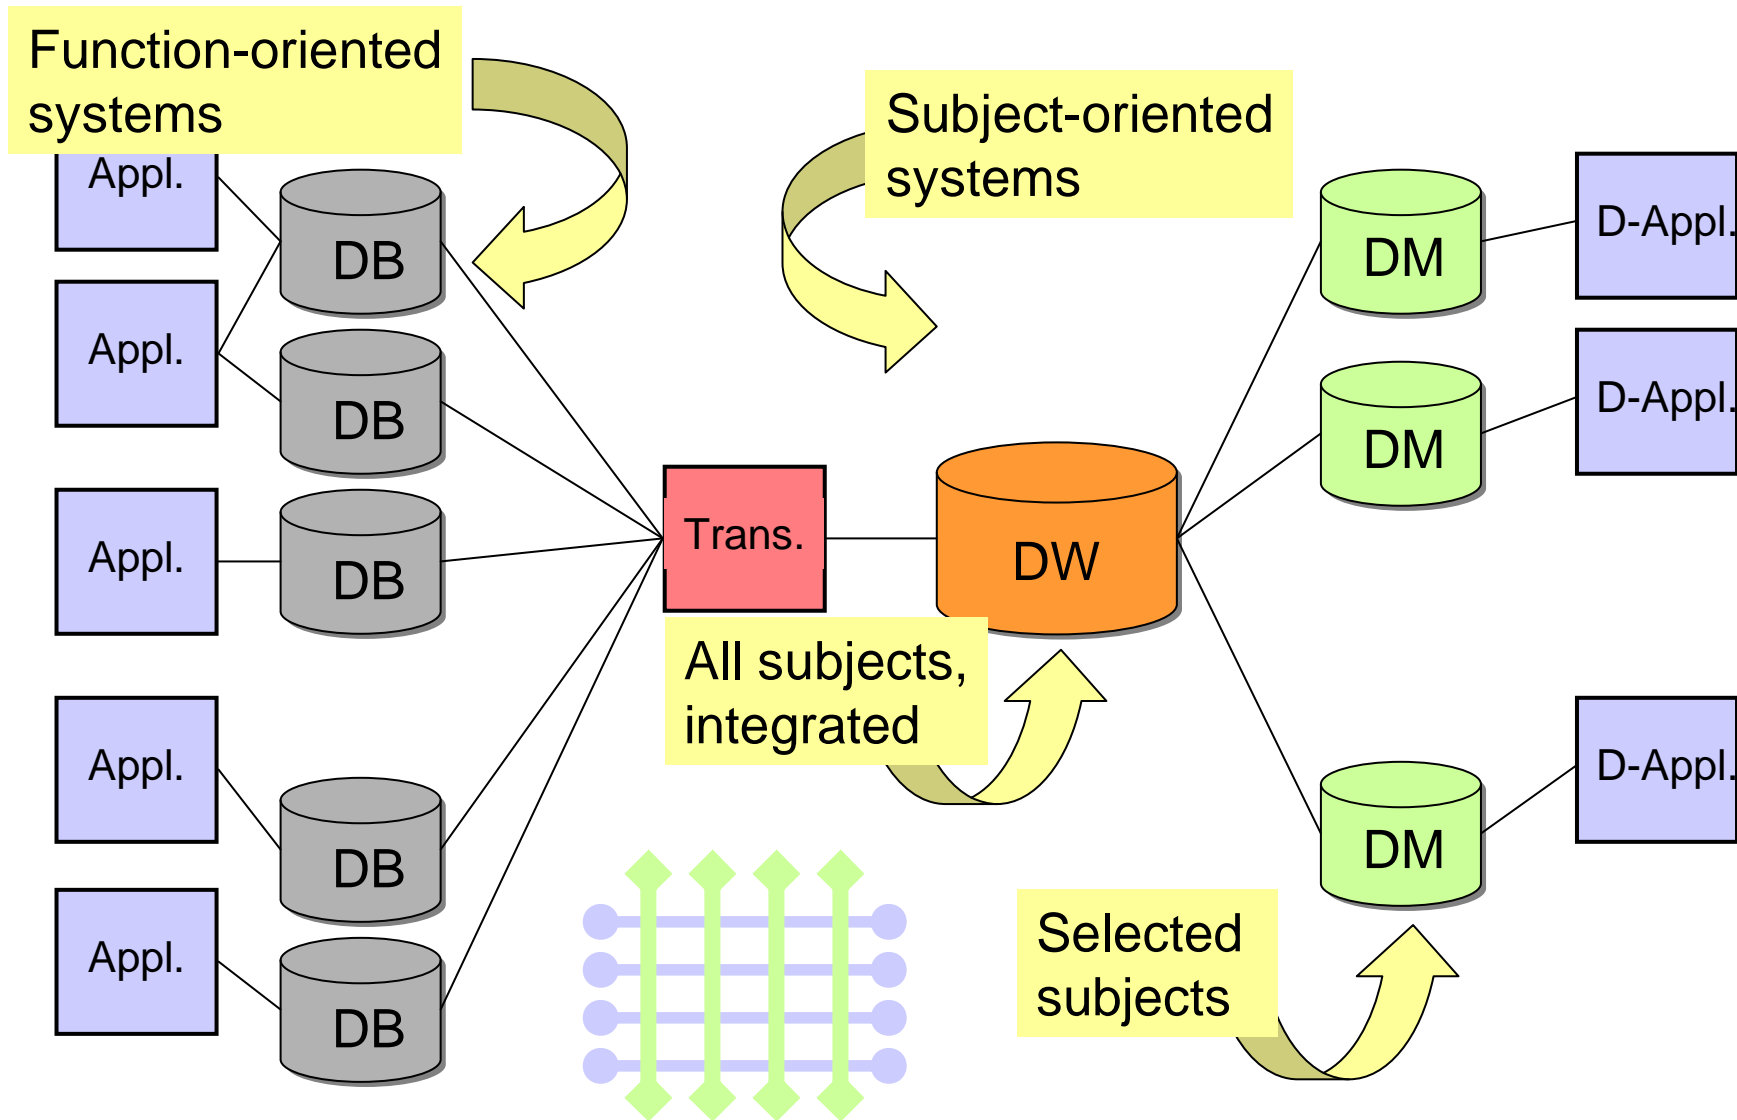 Function-oriented
systems
Subject-oriented
systems
Appl.
DB
DM
D-Appl.
Appl.
DB
DM
D-Appl.
Appl.
DB
Trans.
DW
All subjects,
integrated
Appl.
DB
DM
D-Appl.
Appl.
DB
Selected
subjects